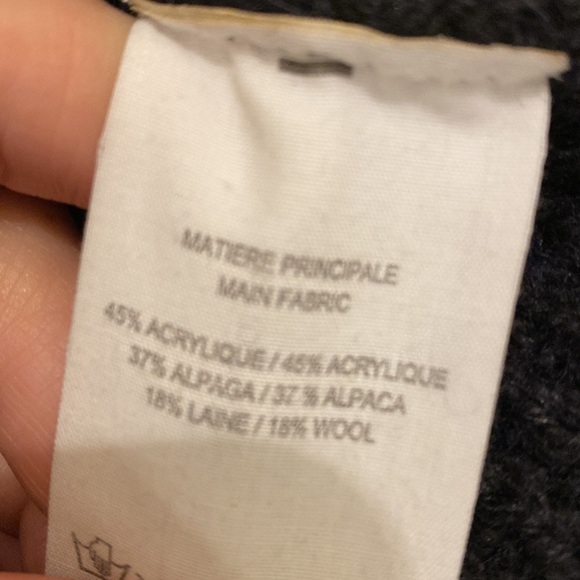 MATIERE PRINCIPALE
MAIN FABRIC
45% ACRYLIQUE / 45% ACRYLIQUE
37% ALPAGA / 37 % ALPACA
18% LAINE / 18% WOOL